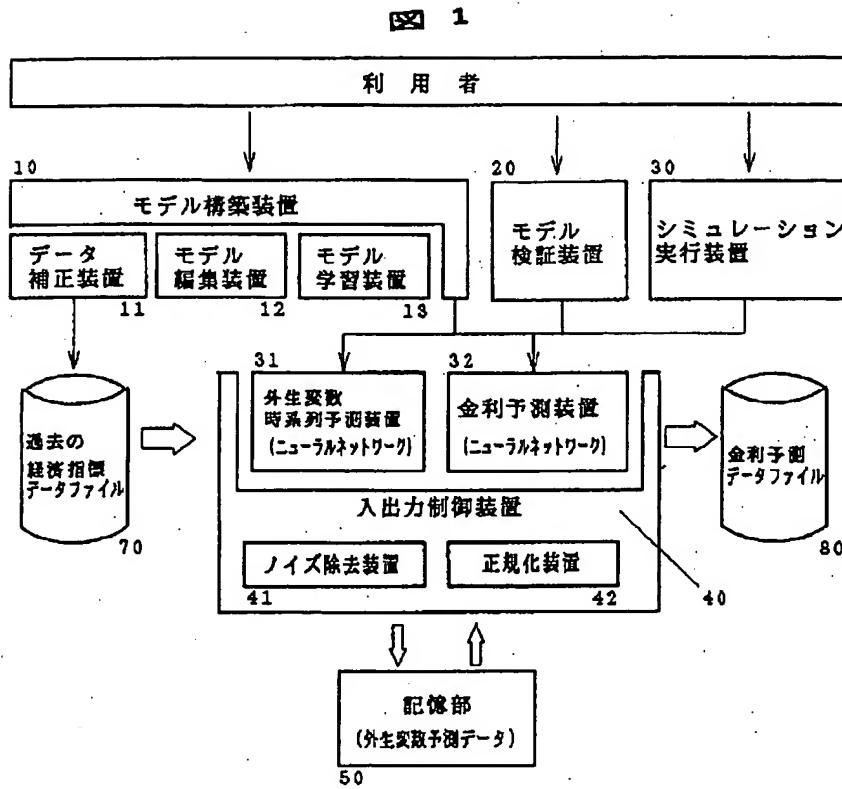 図 1
利 用 者
10
モデル構築装置
データ
補正装置
11
モデル
編集装置
12
モデル
学習装置
13
20
モデル
検証装置
30
シミュレーション
実行装置
過去の
経済指標
データファイル
70
31
外生変数
時系列予測装置
(ニューラルネットワーク)
32
金利予測装置
(ニューラルネットワーク)
入出力制御装置
ノイズ除去装置
41
正規化装置
42
40
金利予測
データファイル
80
記憶部
(外生変数予測データ)
50